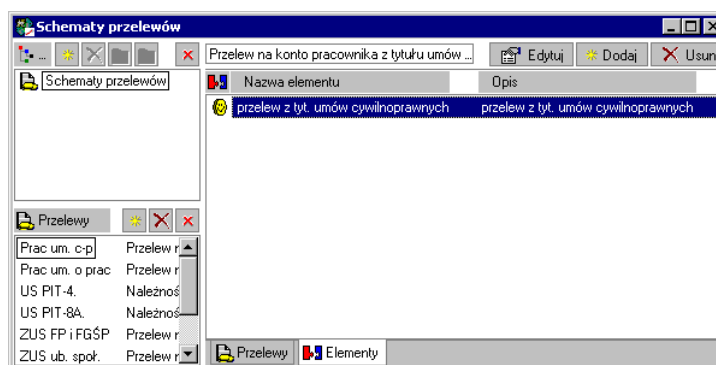 Schematy przelewów
...
Przelew na konto pracownika z tytułu umów ...
Edytuj
Dodaj
Usuń
Schematy przelewów
Nazwa elementu Opis
przelew z tyt. umów cywilnoprawnych przelew z tyt. umów cywilnoprawnych
Przelewy
Prac um. c-p Przelew r
Prac um. o prac Przelew r
US PIT-4. Należnoś
US PIT-8A. Należnoś
ZUS FP i FGŚP Przelew r
ZUS ub. społ. Przelew r
Przelewy Elementy